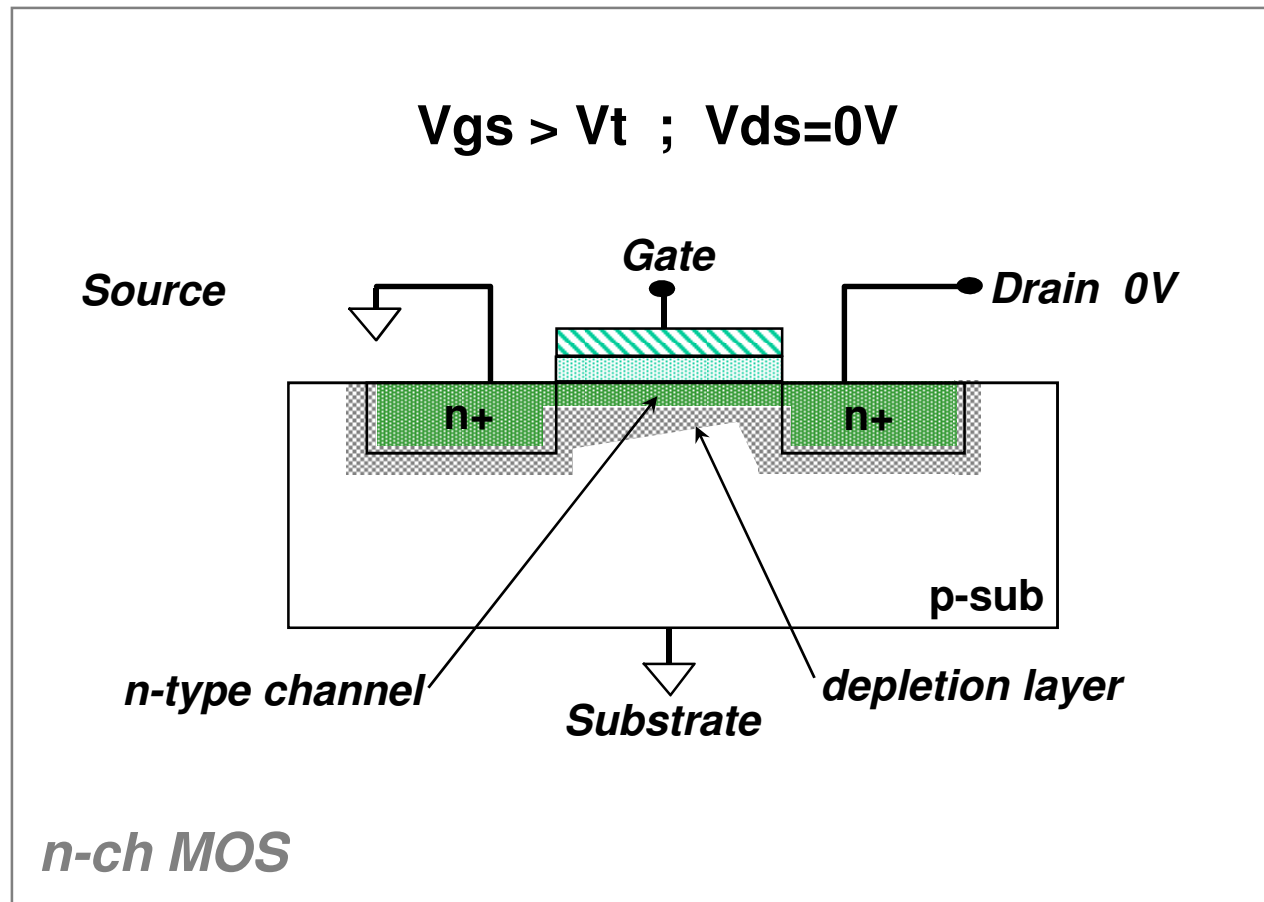 Vgs > Vt ; Vds=0V
Gate
Source
Drain 0V
n+
n+
p-sub
n-type channel
depletion layer
Substrate
n-ch MOS